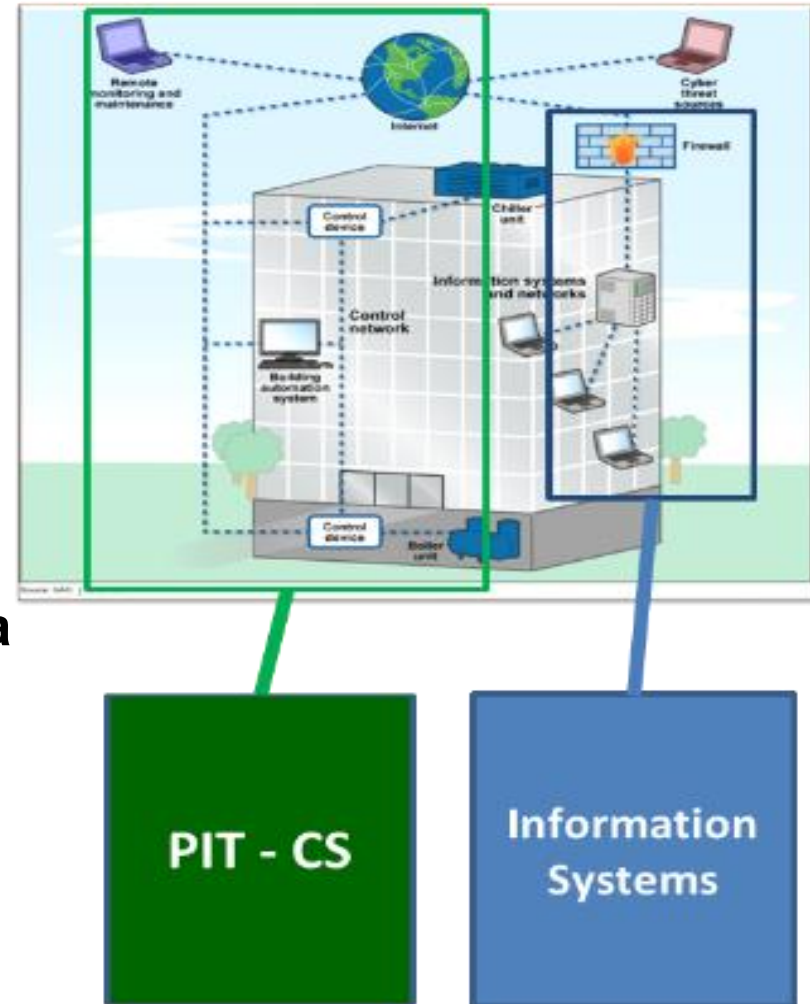 Remote
monitoring and
maintenance
Internet
Cyber
threat
sources
Firewall
Chiller
unit
Control
device
Information systems
and networks
Control
network
Building
automation
system
Control
device
Boiler
unit
a
PIT - CS
Information
Systems